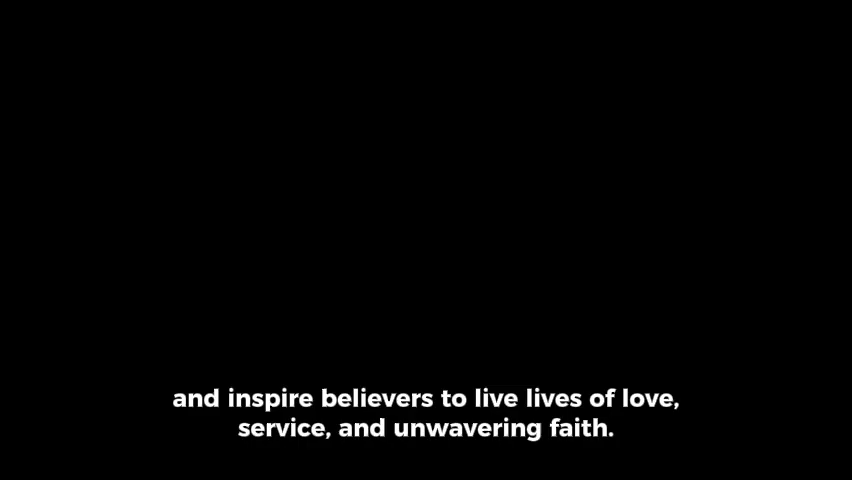 and inspire believers to live lives of love,
service, and unwavering faith.